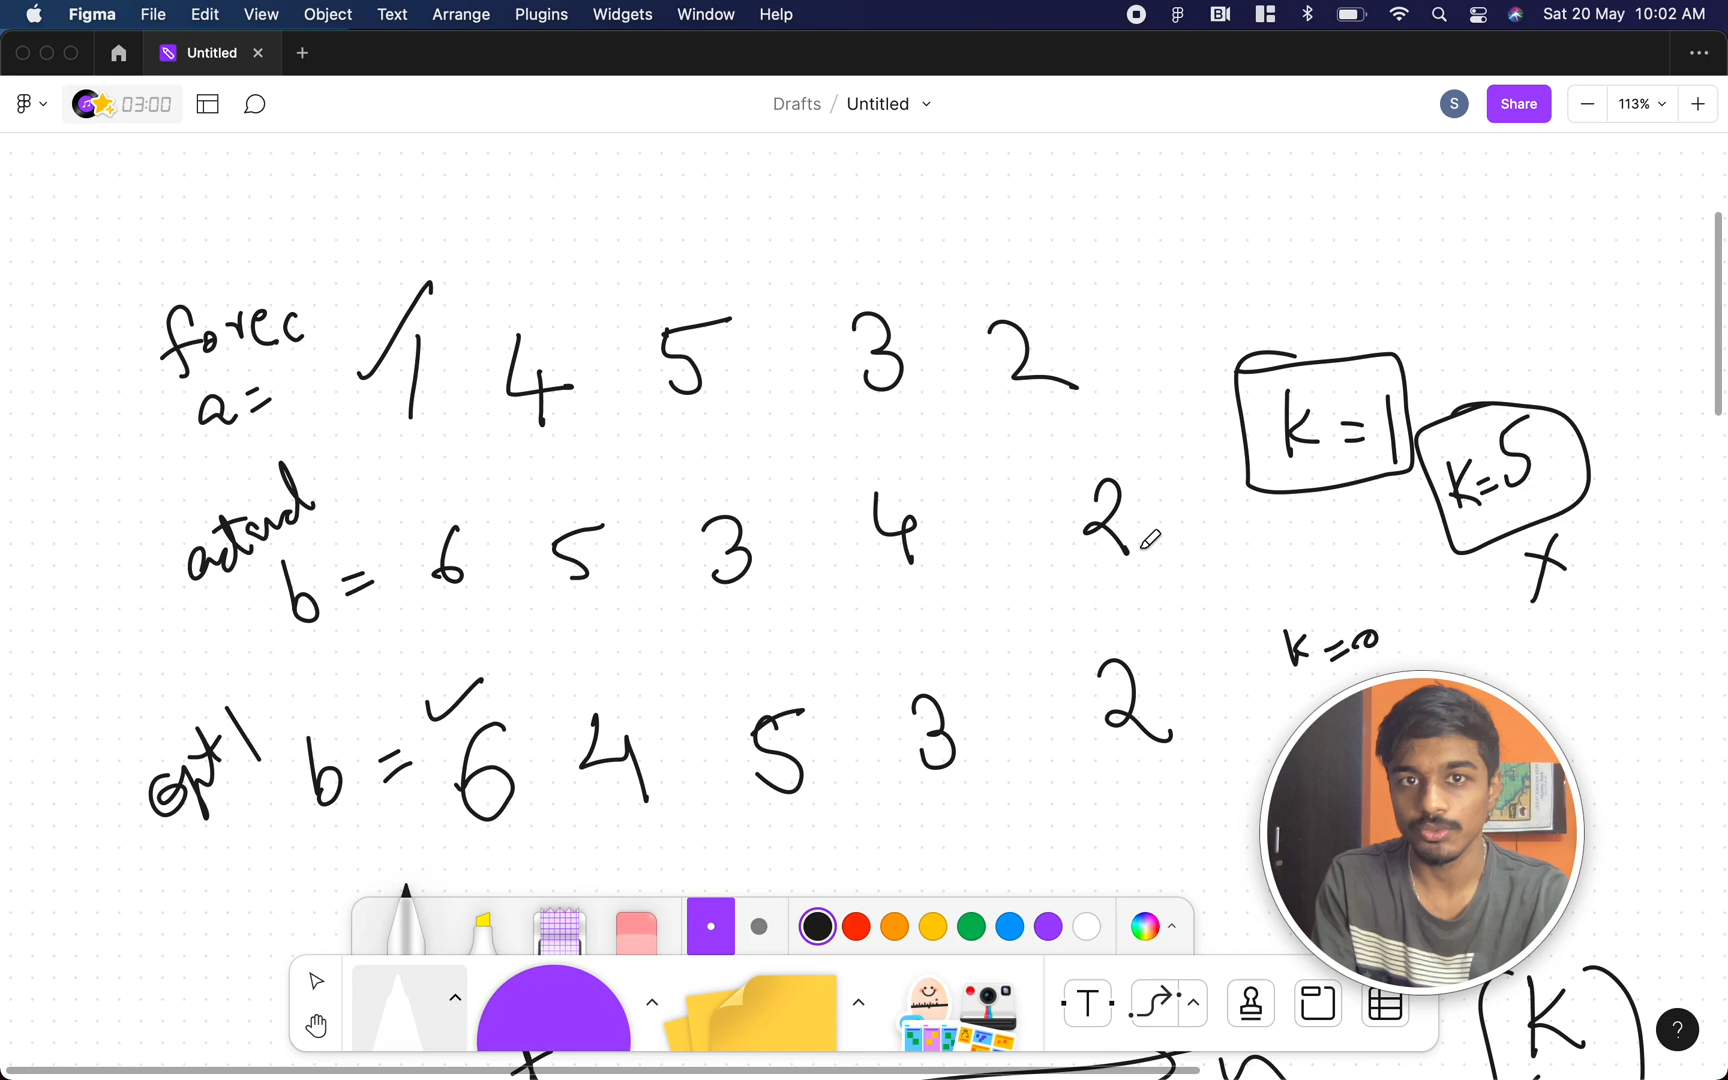 Figma File Edit View Object Text Arrange Plugins Widgets Window Help Sat 20 May 10:02 AM
Untitled
03:00 Drafts / Untitled S Share 113%
forec
a = 1 4 5 3 2
k = 1
k = 5
b = 6 5 3 4 2
k =
opt 1 b = 6 4 5 3 2
T
k
?